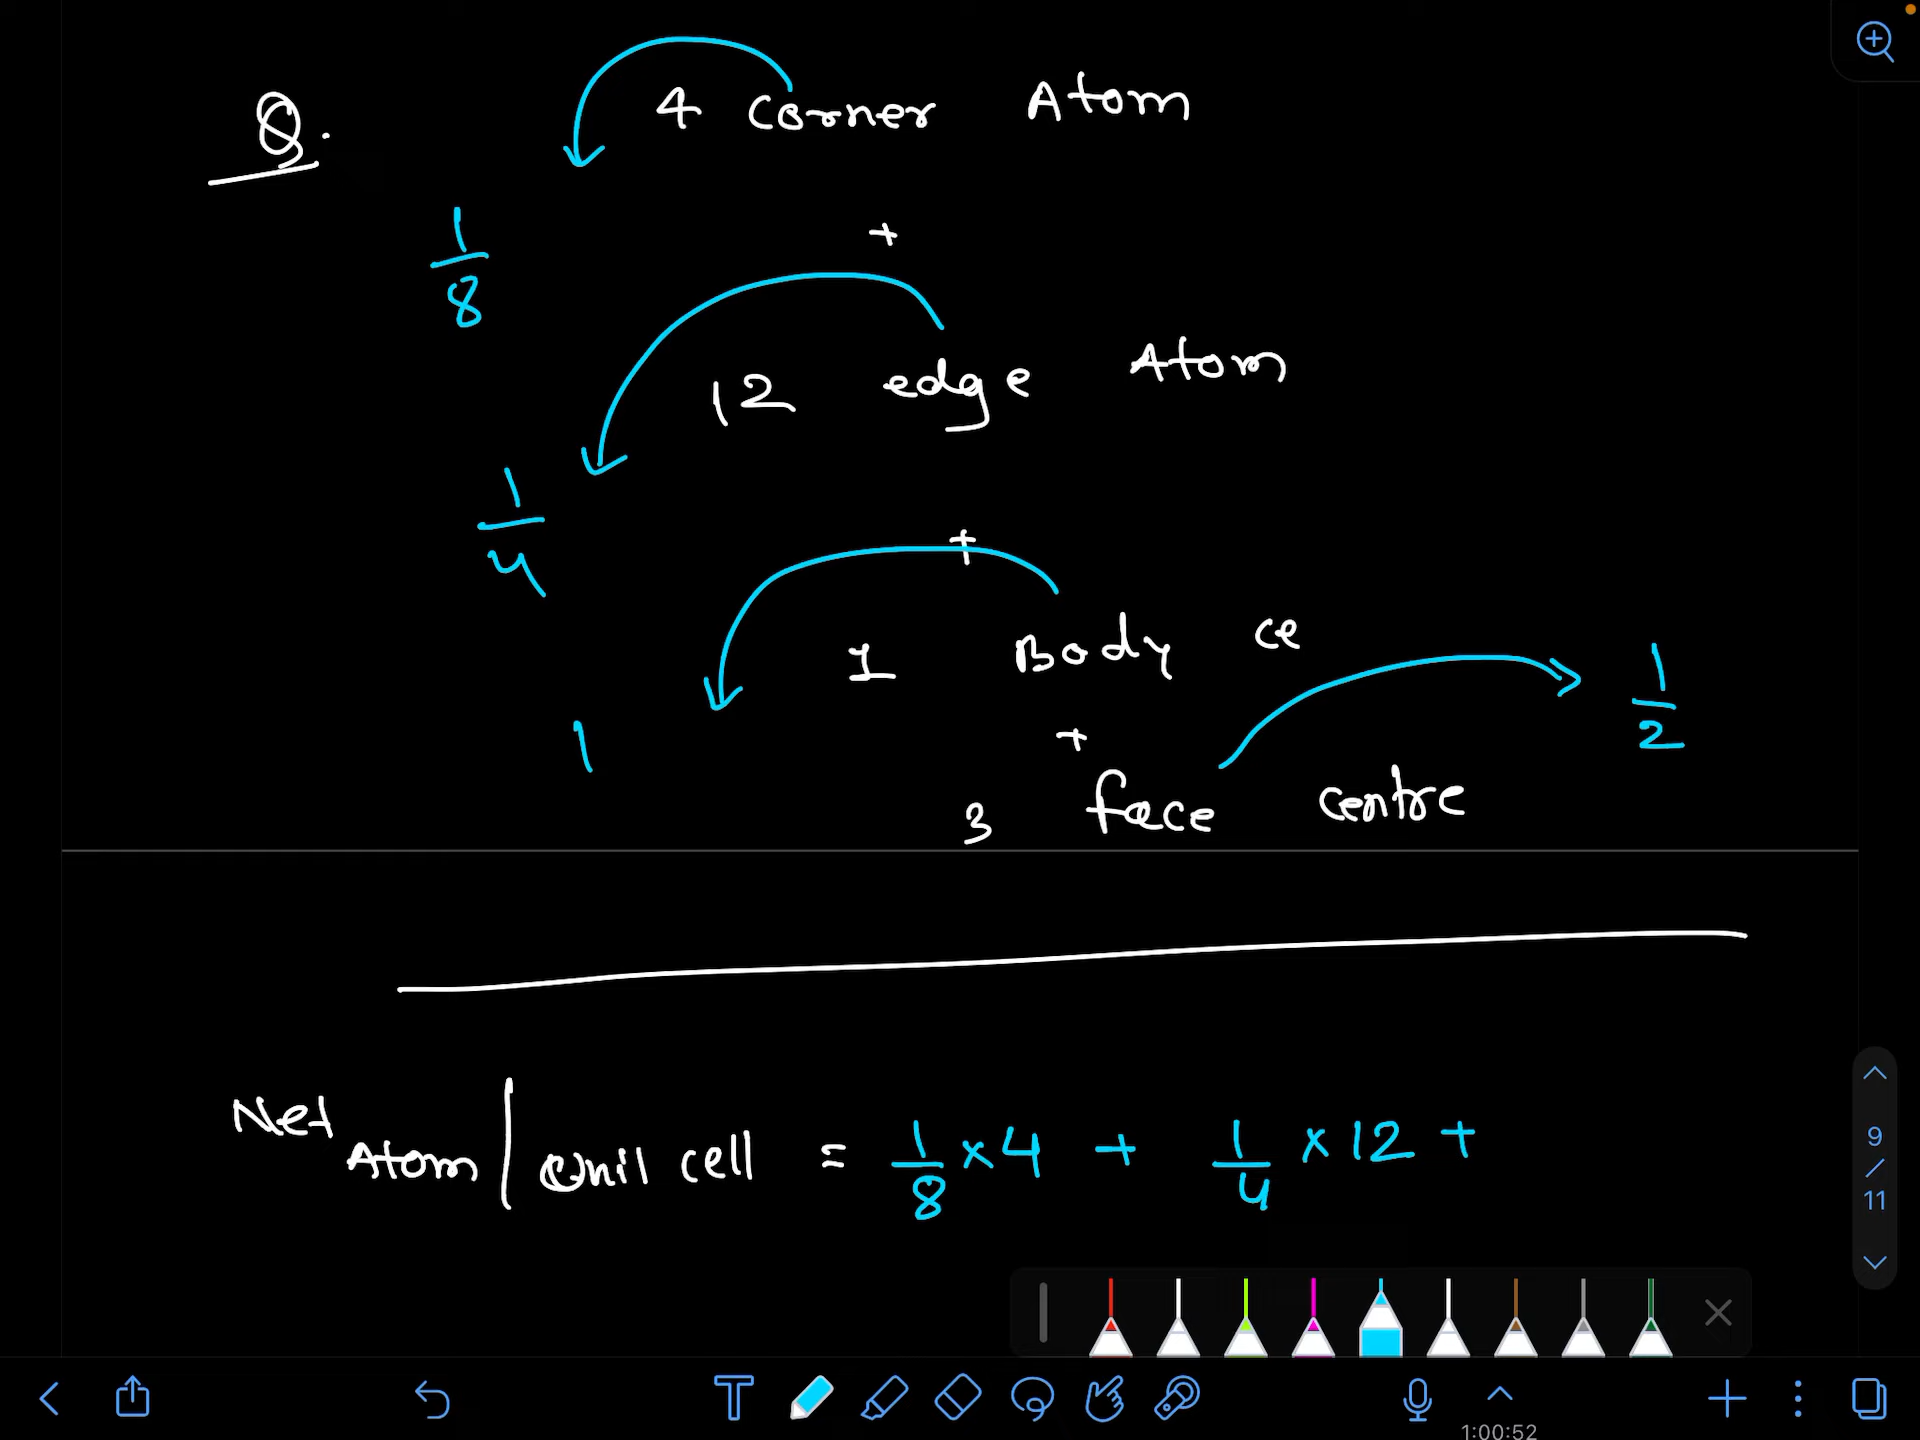 Q. 4 Corner Atom
1/8
+
12 edge Atom
1/4
+
1 Body ce
1
1/2
+
3 face centre
Net Atom | Unit cell = 1/8 × 4 + 1/4 × 12 +
9
/
11
T
1:00:52